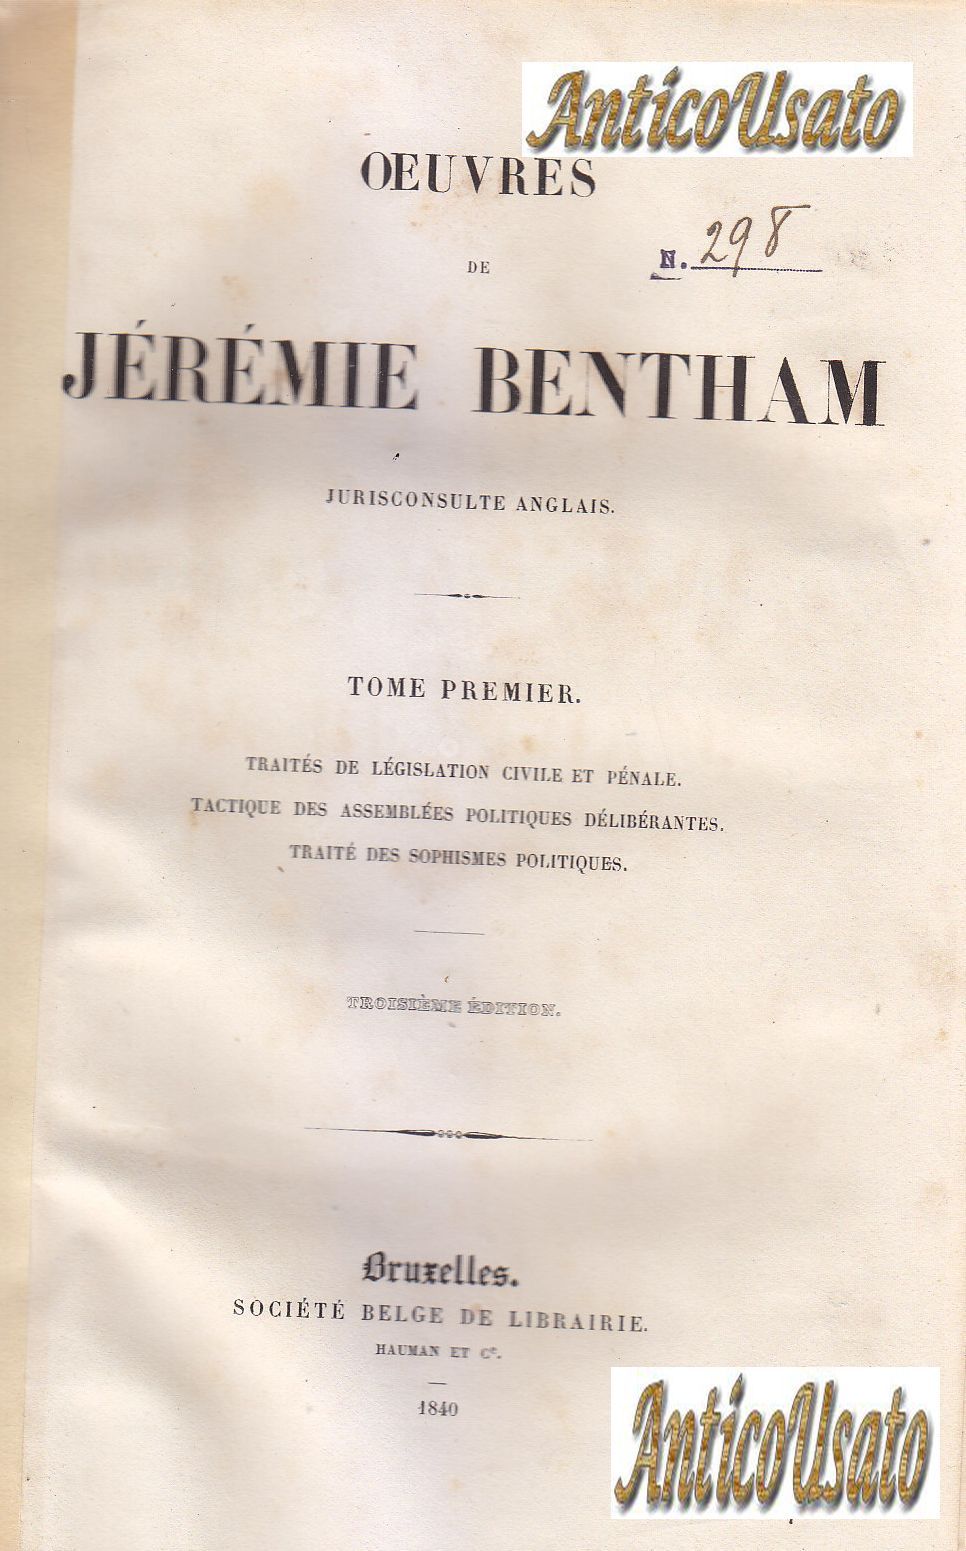 AnticoUsato
OEUVRES
DE
N. 298
JÉRÉMIE BENTHAM
JURISCONSULTE ANGLAIS.
TOME PREMIER.
TRAITÉS DE LÉGISLATION CIVILE ET PÉNALE.
TACTIQUE DES ASSEMBLÉES POLITIQUES DÉLIBÉRANTES.
TRAITÉ DES SOPHISMES POLITIQUES.
TROISIÈME ÉDITION.
Bruxelles.
SOCIÉTÉ BELGE DE LIBRAIRIE.
HAUMAN ET Ce.
1840
AnticoUsato